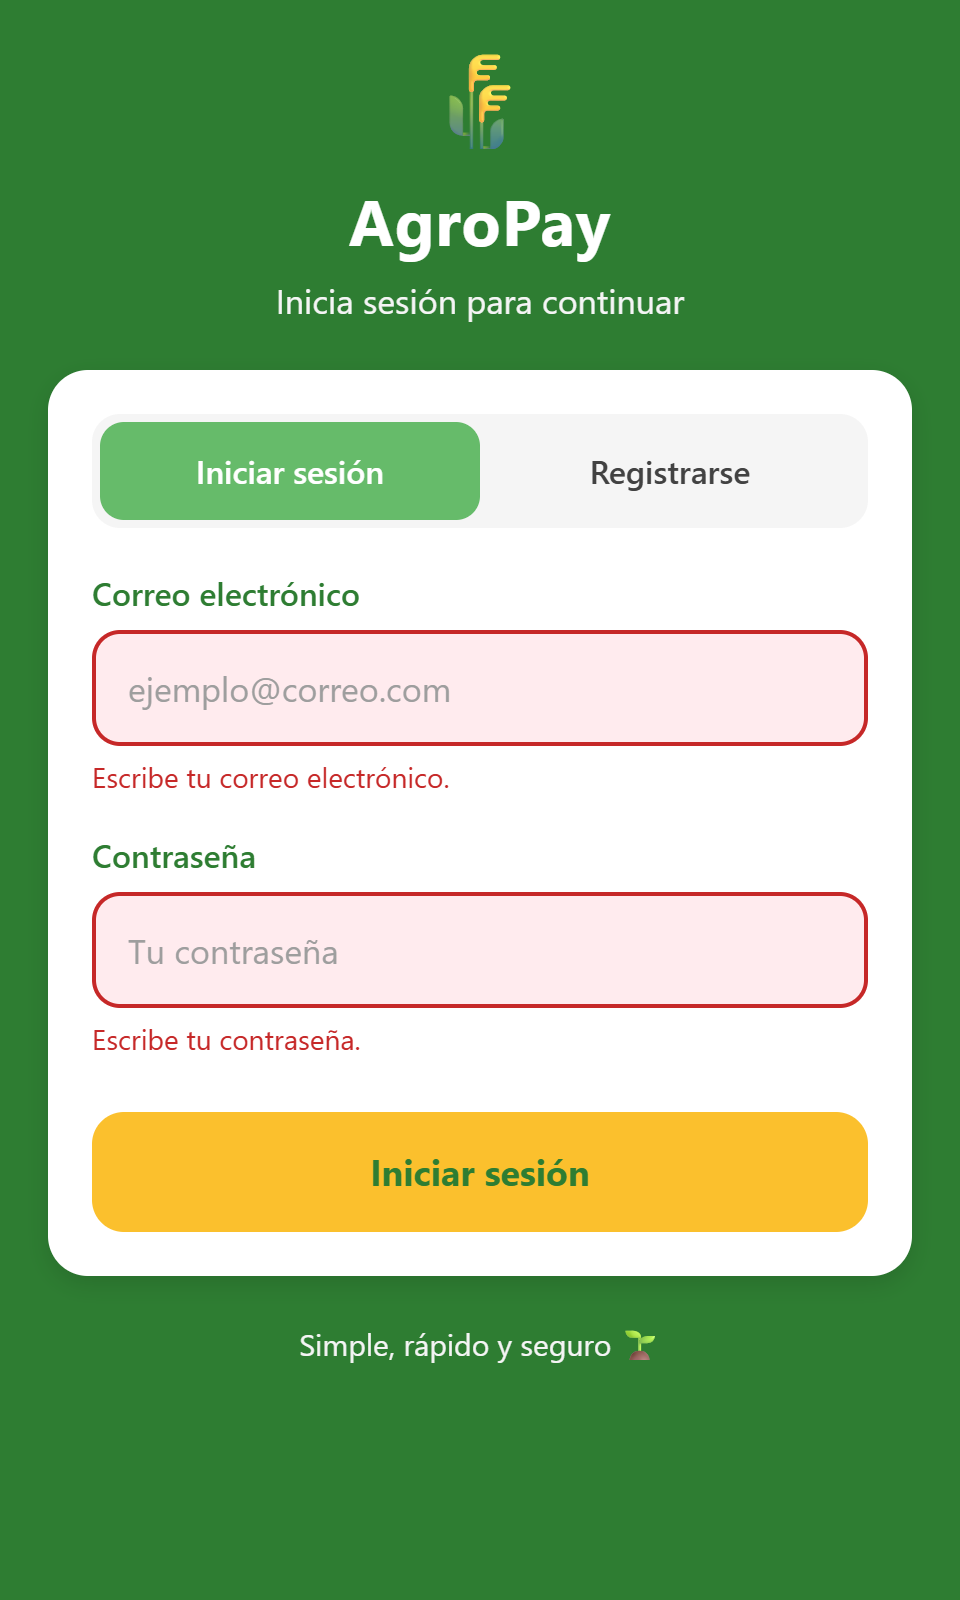 AgroPay
Inicia sesión para continuar
Iniciar sesión
Registrarse
Correo electrónico
ejemplo@correo.com
Escribe tu correo electrónico.
Contraseña
Tu contraseña
Escribe tu contraseña.
Iniciar sesión
Simple, rápido y seguro 🌱